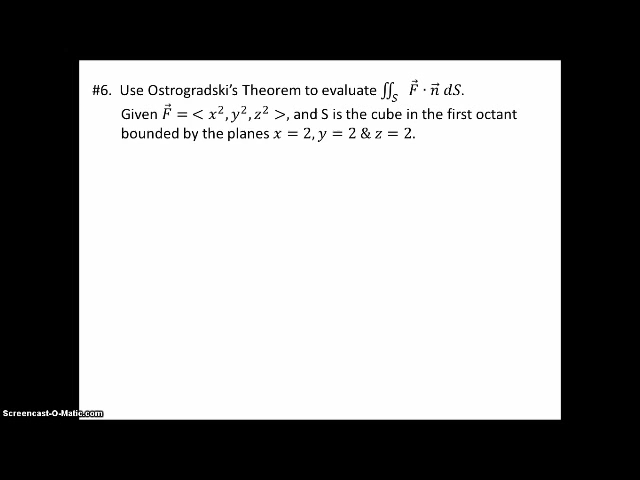 #6. Use Ostrogradski's Theorem to evaluate ∬_S F⃗ · n⃗ dS.
Given F⃗ = < x², y², z² >, and S is the cube in the first octant
bounded by the planes x = 2, y = 2 & z = 2.
Screencast-O-Matic.com